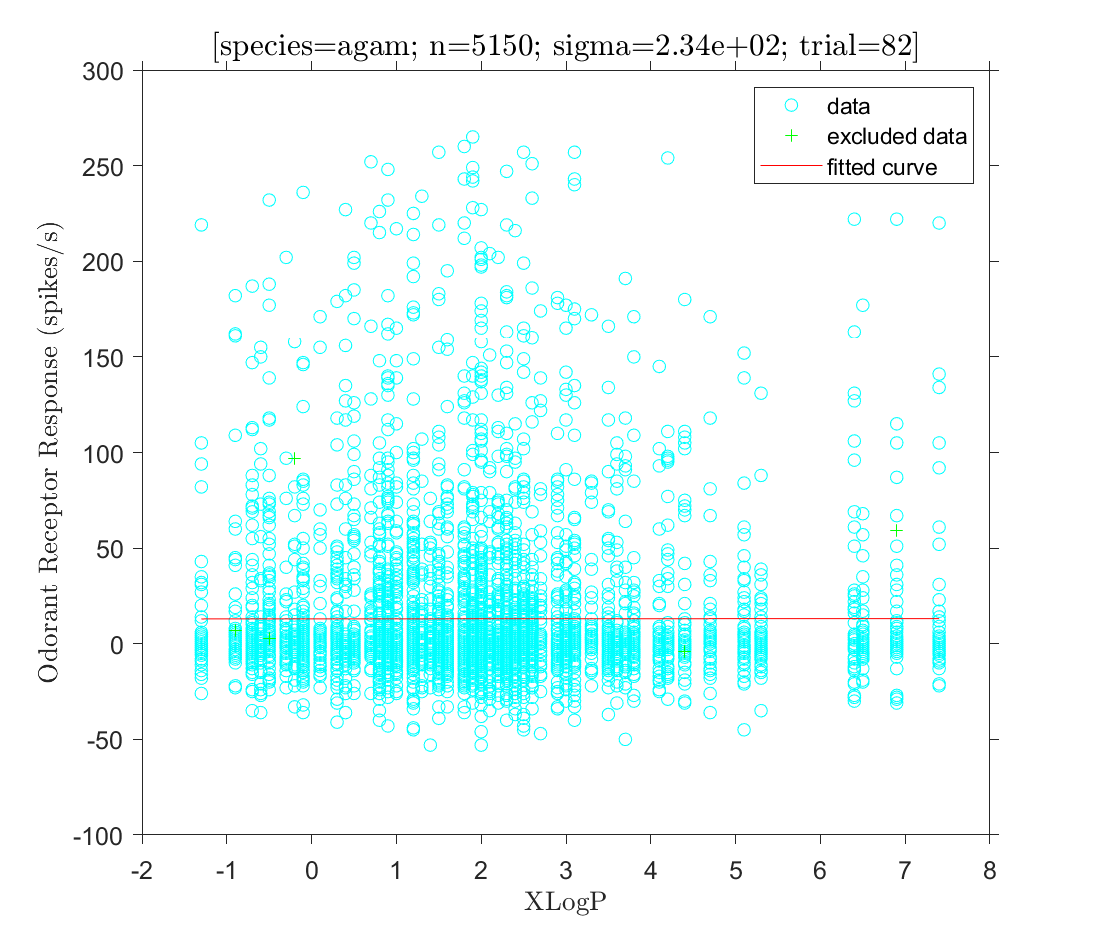 [species=agam; n=5150; sigma=2.34e+02; trial=82]
300
250
200
150
100
50
0
-50
-100
Odorant Receptor Response (spikes/s)
data
excluded data
fitted curve
-2 -1 0 1 2 3 4 5 6 7 8
XLogP